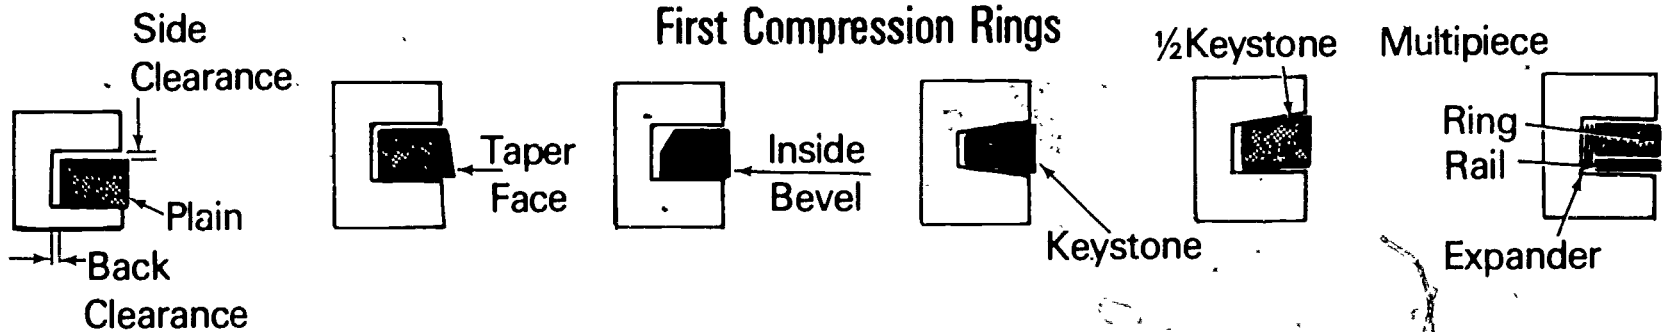 First Compression Rings
Side
Clearance
Plain
Back
Clearance
Taper
Face
Inside
Bevel
Keystone
½Keystone
Multipiece
Ring
Rail
Expander